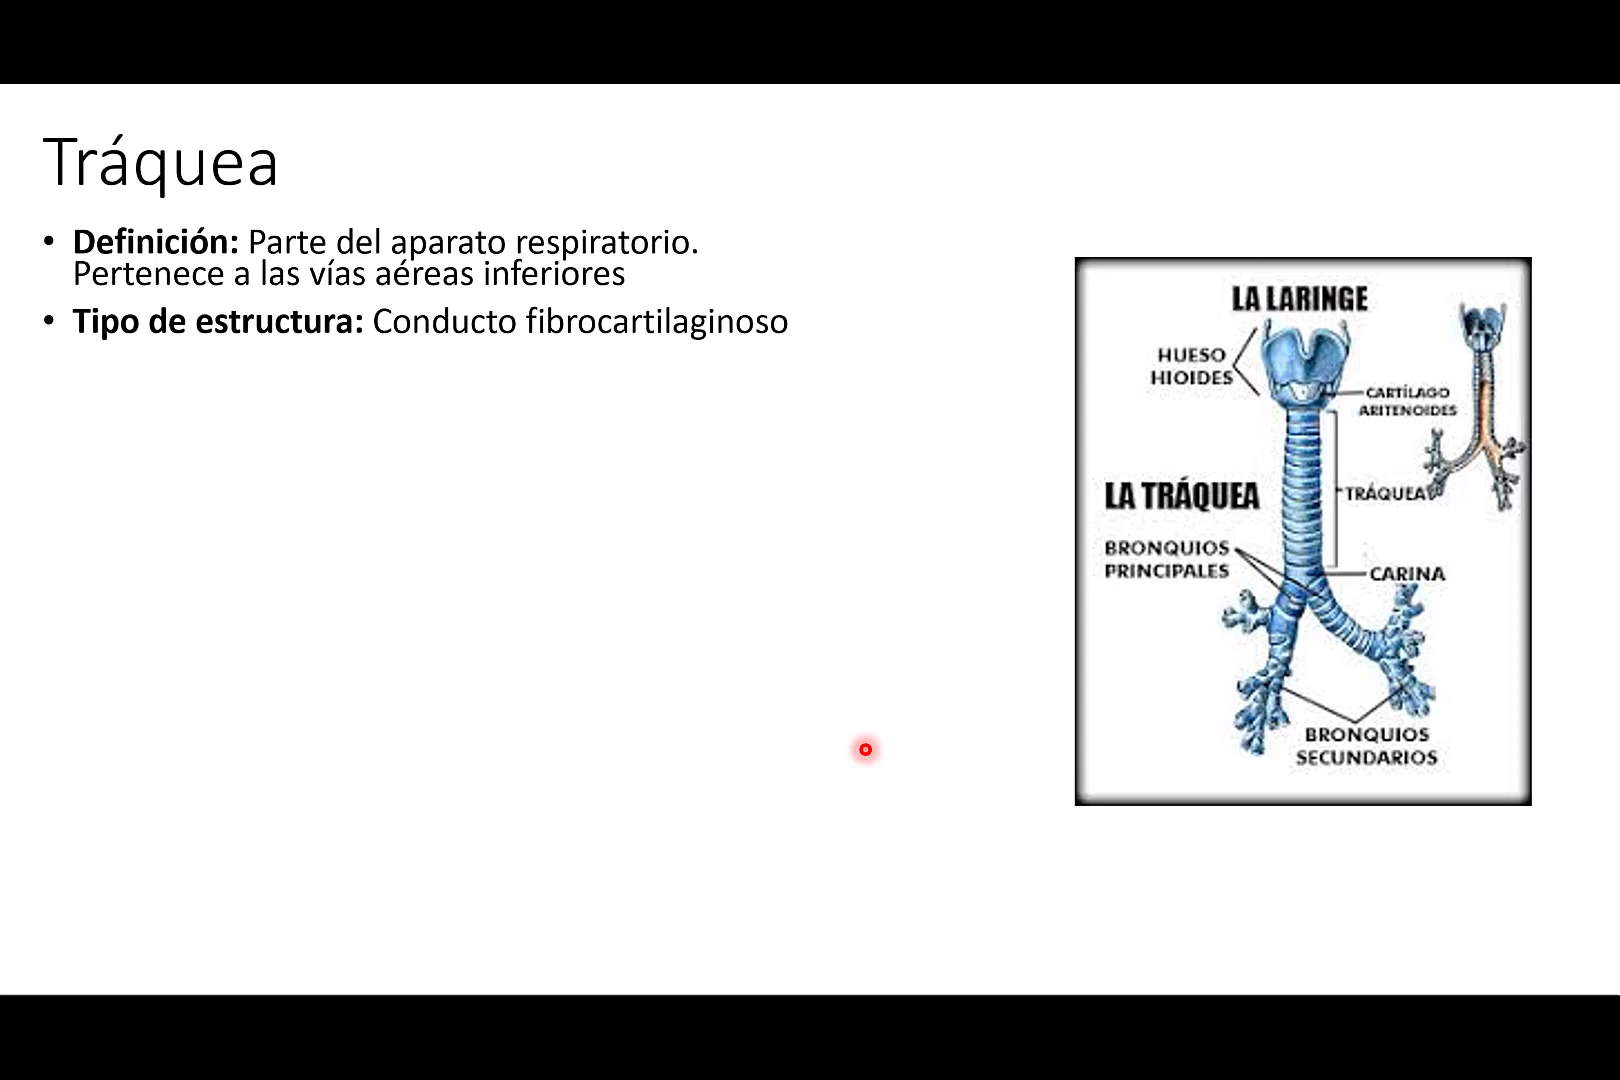 Tráquea
• Definición: Parte del aparato respiratorio.
Pertenece a las vías aéreas inferiores
• Tipo de estructura: Conducto fibrocartilaginoso
LA LARINGE
HUESO
HIOIDES
CARTÍLAGO
ARITENOIDES
LA TRÁQUEA
TRÁQUEA
BRONQUIOS
PRINCIPALES
CARINA
BRONQUIOS
SECUNDARIOS